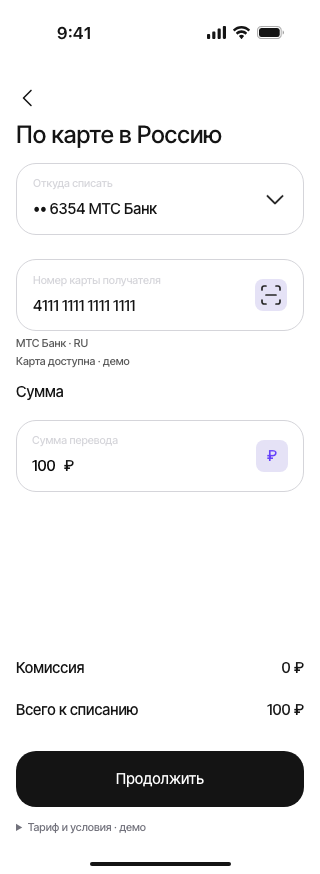 9:41
По карте в Россию
Откуда списать
•• 6354 МТС Банк
Номер карты получателя
4111 1111 1111 1111
МТС Банк · RU
Карта доступна · демо
Сумма
Сумма перевода
100 ₽
₽
Комиссия 0 ₽
Всего к списанию 100 ₽
Продолжить
Тариф и условия · демо